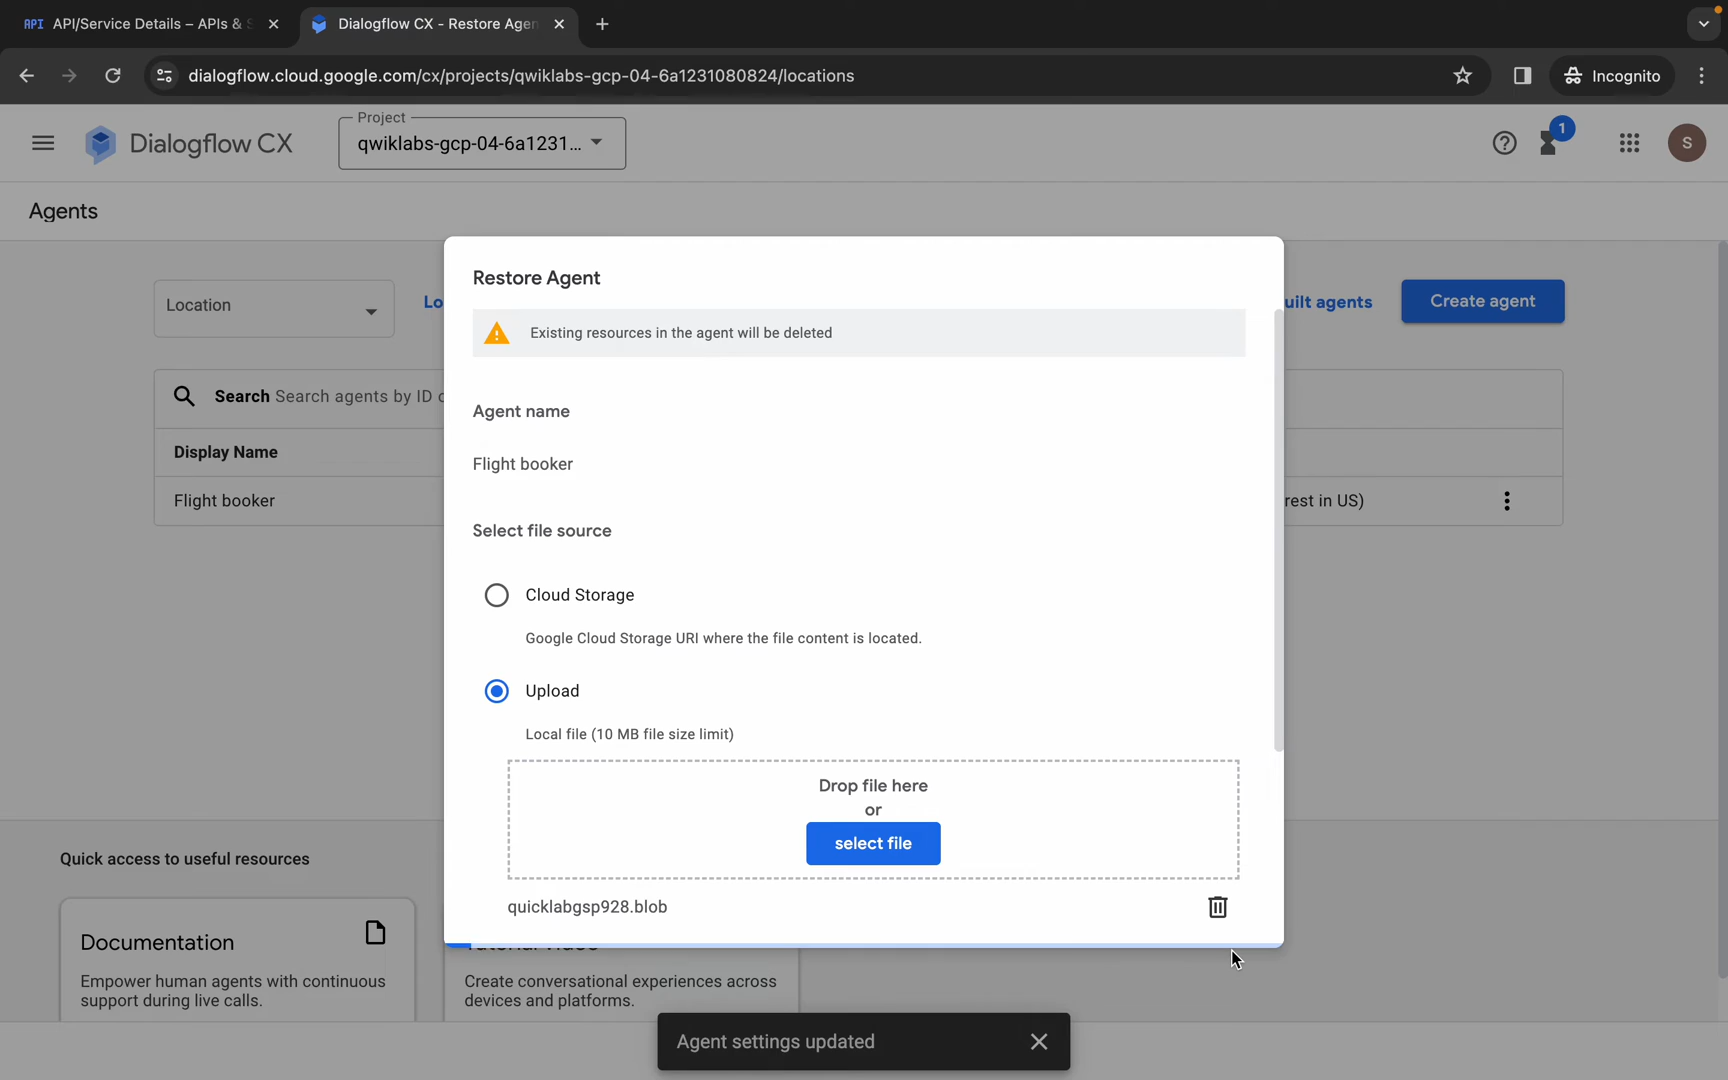 API API/Service Details – APIs & S
Dialogflow CX - Restore Agen
dialogflow.cloud.google.com/cx/projects/qwiklabs-gcp-04-6a1231080824/locations
Incognito
Dialogflow CX
Project
qwiklabs-gcp-04-6a1231...
1
S
Agents
Location
Lo
uilt agents
Create agent
Restore Agent
Existing resources in the agent will be deleted
Search Search agents by ID o
Agent name
Display Name
Flight booker
Flight booker
rest in US)
Select file source
Cloud Storage
Google Cloud Storage URI where the file content is located.
Upload
Local file (10 MB file size limit)
Drop file here
or
select file
quicklabgsp928.blob
Quick access to useful resources
Documentation
Empower human agents with continuous
support during live calls.
Create conversational experiences across
devices and platforms.
Agent settings updated